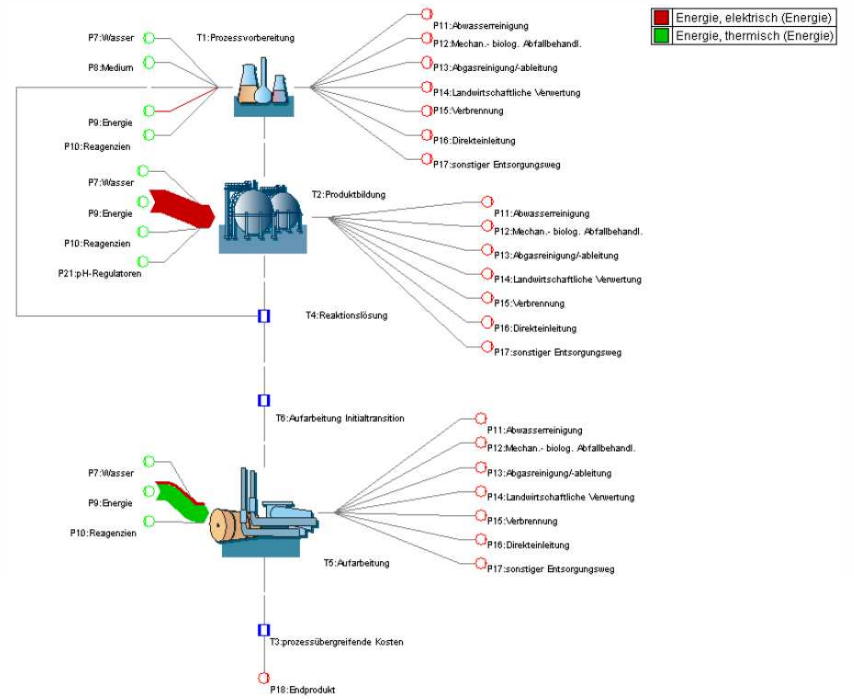 Energie, elektrisch (Energie)
Energie, thermisch (Energie)
P7:Wasser
T1:Prozessvorbereitung
P8:Medium
P9:Energie
P10:Reagenzien
P11:Abwasserreinigung
P12:Mechan.- biolog. Abfallbehandl.
P13:Abgasreinigung/-ableitung
P14:Landwirtschaftliche Verwertung
P15:Verbrennung
P16:Direkteinleitung
P17:sonstiger Entsorgungsweg
P7:Wasser
P9:Energie
P10:Reagenzien
P21:pH-Regulatoren
T2:Produktbildung
P11:Abwasserreinigung
P12:Mechan.- biolog. Abfallbehandl.
P13:Abgasreinigung/-ableitung
P14:Landwirtschaftliche Verwertung
P15:Verbrennung
P16:Direkteinleitung
P17:sonstiger Entsorgungsweg
T4:Reaktionslösung
T6:Aufarbeitung Initialtransition
P7:Wasser
P9:Energie
P10:Reagenzien
P11:Abwasserreinigung
P12:Mechan.- biolog. Abfallbehandl.
P13:Abgasreinigung/-ableitung
P14:Landwirtschaftliche Verwertung
P15:Verbrennung
P16:Direkteinleitung
P17:sonstiger Entsorgungsweg
T5:Aufarbeitung
T3:prozessübergreifende Kosten
P18:Endprodukt